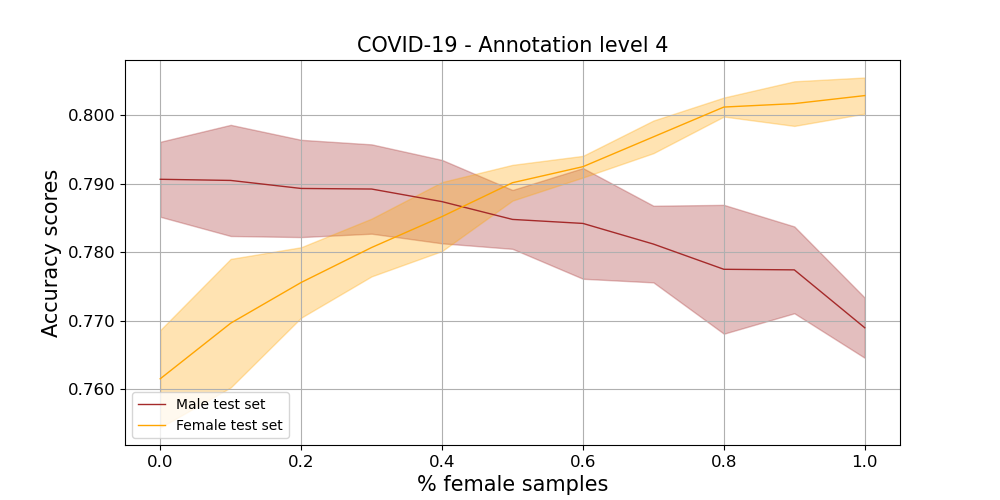 COVID-19 - Annotation level 4
Accuracy scores
0.800
0.790
0.780
0.770
0.760
Male test set
Female test set
0.0 0.2 0.4 0.6 0.8 1.0
% female samples